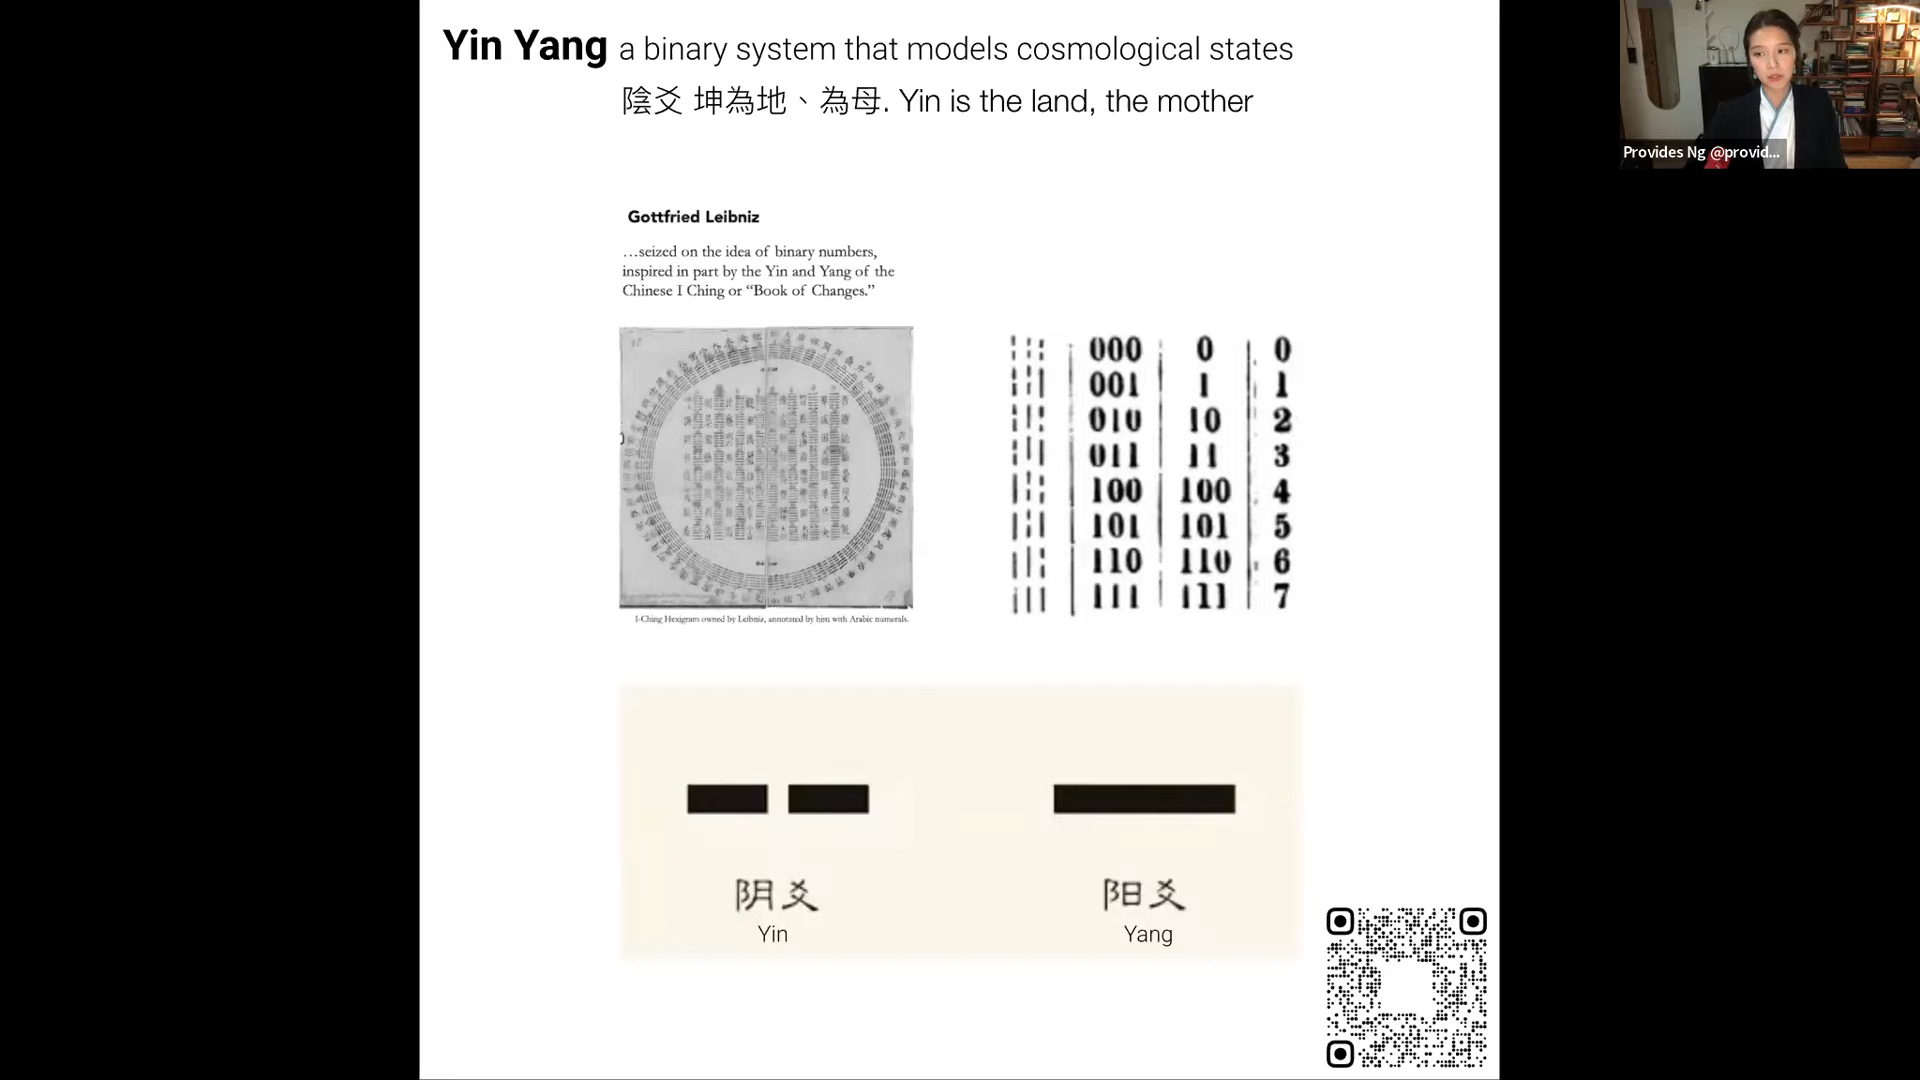 Yin Yang a binary system that models cosmological states
陰爻 坤為地、為母. Yin is the land, the mother
Provides Ng @provid...
Gottfried Leibniz
…seized on the idea of binary numbers,
inspired in part by the Yin and Yang of the
Chinese I Ching or “Book of Changes.”
000 0 0
001 1 1
010 10 2
011 11 3
100 100 4
101 101 5
110 110 6
111 111 7
I-Ching Hexigram owned by Leibniz, annotated by him with Arabic numerals.
阴爻 阳爻
Yin Yang